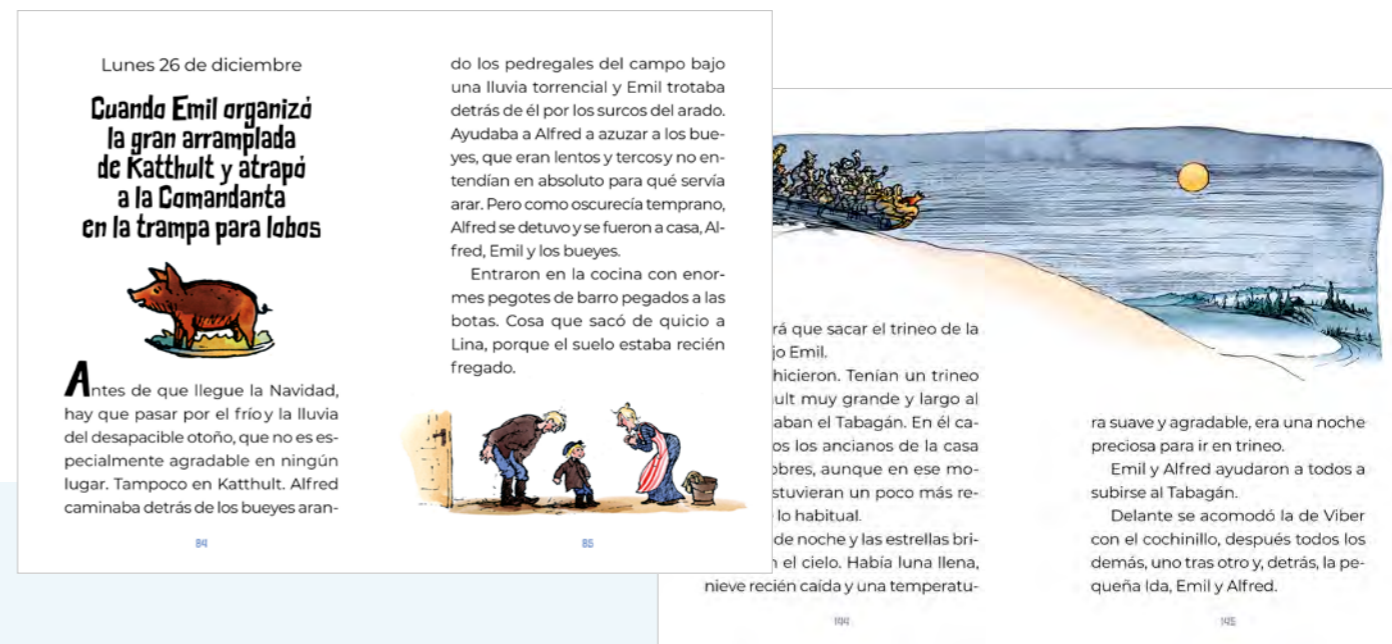 Lunes 26 de diciembre
Cuando Emil organizó
la gran arramplada
de Katthult y atrapó
a la Comandanta
en la trampa para lobos
Antes de que llegue la Navidad,
hay que pasar por el frío y la lluvia
del desapacible otoño, que no es es-
pecialmente agradable en ningún
lugar. Tampoco en Katthult. Alfred
caminaba detrás de los bueyes aran-
84
do los pedregales del campo bajo
una lluvia torrencial y Emil trotaba
detrás de él por los surcos del arado.
Ayudaba a Alfred a azuzar a los bue-
yes, que eran lentos y tercos y no en-
tendían en absoluto para qué servía
arar. Pero como oscurecía temprano,
Alfred se detuvo y se fueron a casa, Al-
fred, Emil y los bueyes.
Entraron en la cocina con enor-
mes pegotes de barro pegados a las
botas. Cosa que sacó de quicio a
Lina, porque el suelo estaba recién
fregado.
85
rá que sacar el trineo de la
jo Emil.
hicieron. Tenían un trineo
ult muy grande y largo al
aban el Tabagán. En él ca-
os los ancianos de la casa
obres, aunque en ese mo-
stuvieran un poco más re-
lo habitual.
de noche y las estrellas bri-
n el cielo. Había luna llena,
nieve recién caída y una temperatu-
144
ra suave y agradable, era una noche
preciosa para ir en trineo.
Emil y Alfred ayudaron a todos a
subirse al Tabagán.
Delante se acomodó la de Viber
con el cochinillo, después todos los
demás, uno tras otro y, detrás, la pe-
queña Ida, Emil y Alfred.
145